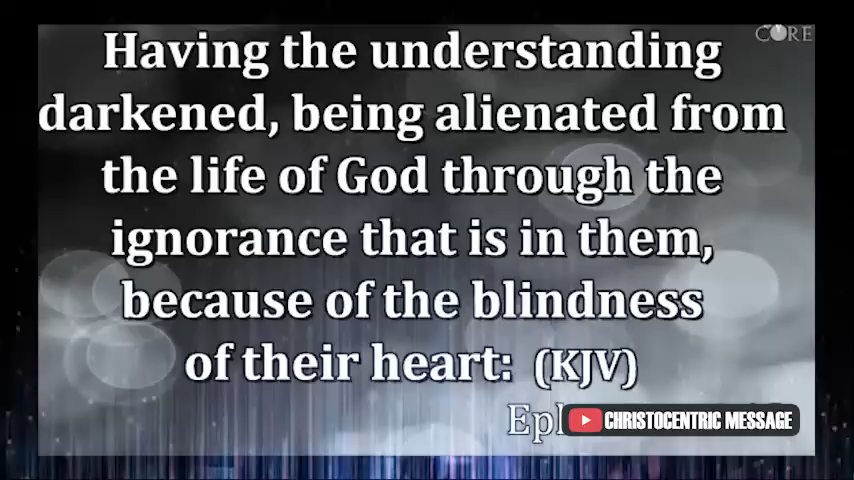 CORE
Having the understanding
darkened, being alienated from
the life of God through the
ignorance that is in them,
because of the blindness
of their heart: (KJV)
CHRISTOCENTRIC MESSAGE